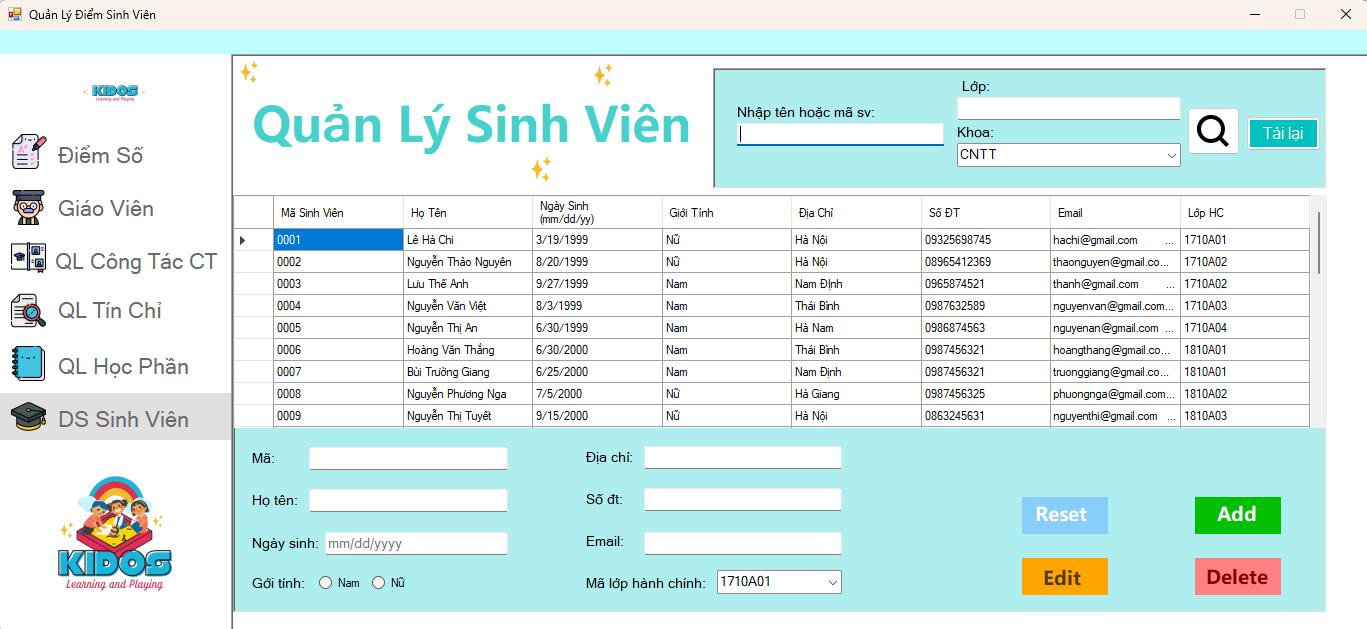 Quản Lý Điểm Sinh Viên
KIDOS
Learning and Playing
Điểm Số
Giáo Viên
QL Công Tác CT
QL Tín Chỉ
QL Học Phần
DS Sinh Viên
KIDOS
Learning and Playing
Quản Lý Sinh Viên
Nhập tên hoặc mã sv:
Lớp:
Khoa:
CNTT
Tải lại
Mã Sinh Viên Họ Tên Ngày Sinh (mm/dd/yy) Giới Tính Địa Chỉ Số ĐT Email Lớp HC
0001 Lê Hà Chi 3/19/1999 Nữ Hà Nội 09325698745 hachi@gmail.com ... 1710A01
0002 Nguyễn Thảo Nguyên 8/20/1999 Nữ Hà Nội 08965412369 thaonguyen@gmail.co... 1710A02
0003 Lưu Thế Anh 9/27/1999 Nam Nam ĐỊnh 0965874521 thanh@gmail.com ... 1710A02
0004 Nguyễn Văn Việt 8/3/1999 Nam Thái Bình 0987632589 nguyenvan@gmail.com... 1710A03
0005 Nguyễn Thị An 6/30/1999 Nam Hà Nam 0986874563 nguyenan@gmail.com ... 1710A04
0006 Hoàng Văn Thắng 6/30/2000 Nam Thái Bình 0987456321 hoangthang@gmail.co... 1810A01
0007 Bùi Trường Giang 6/25/2000 Nam Nam Định 0987456321 truonggiang@gmail.co... 1810A01
0008 Nguyễn Phương Nga 7/5/2000 Nữ Hà Giang 0987456325 phuongnga@gmail.com... 1810A02
0009 Nguyễn Thị Tuyết 9/15/2000 Nữ Hà Nội 0863245631 nguyenthi@gmail.com ... 1810A03
Mã:
Họ tên:
Ngày sinh: mm/dd/yyyy
Gới tính: Nam Nữ
Địa chỉ:
Số đt:
Email:
Mã lớp hành chính: 1710A01
Reset
Add
Edit
Delete